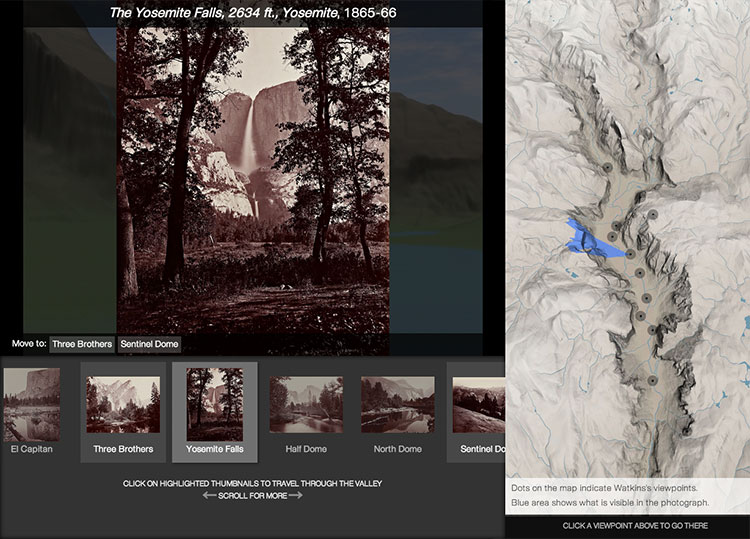 The Yosemite Falls, 2634 ft., Yosemite, 1865-66
Move to: Three Brothers Sentinel Dome
El Capitan
Three Brothers
Yosemite Falls
Half Dome
North Dome
Sentinel Do
CLICK ON HIGHLIGHTED THUMBNAILS TO TRAVEL THROUGH THE VALLEY
SCROLL FOR MORE
Dots on the map indicate Watkins's viewpoints.
Blue area shows what is visible in the photograph.
CLICK A VIEWPOINT ABOVE TO GO THERE